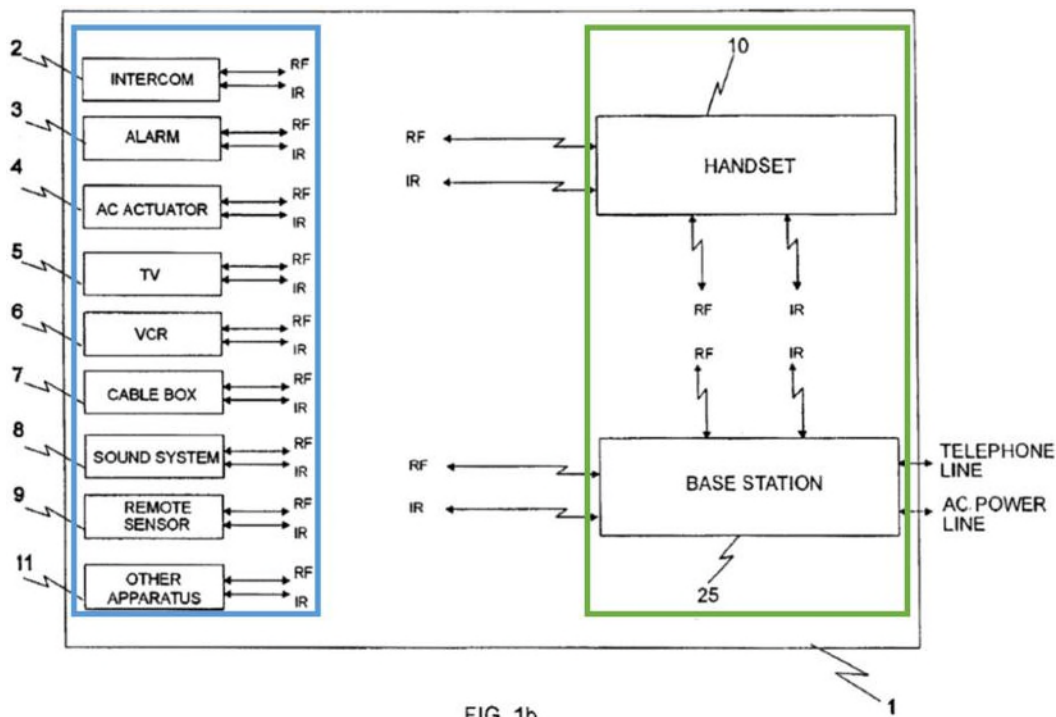 2
INTERCOM
RF
IR
3
ALARM
RF
IR
4
AC ACTUATOR
RF
IR
5
TV
RF
IR
6
VCR
RF
IR
7
CABLE BOX
RF
IR
8
SOUND SYSTEM
RF
IR
9
REMOTE
SENSOR
RF
IR
11
OTHER
APPARATUS
RF
IR
10
RF
IR
HANDSET
RF
IR
RF
IR
RF
IR
BASE STATION
TELEPHONE
LINE
AC POWER
LINE
25
1
FIG. 1b